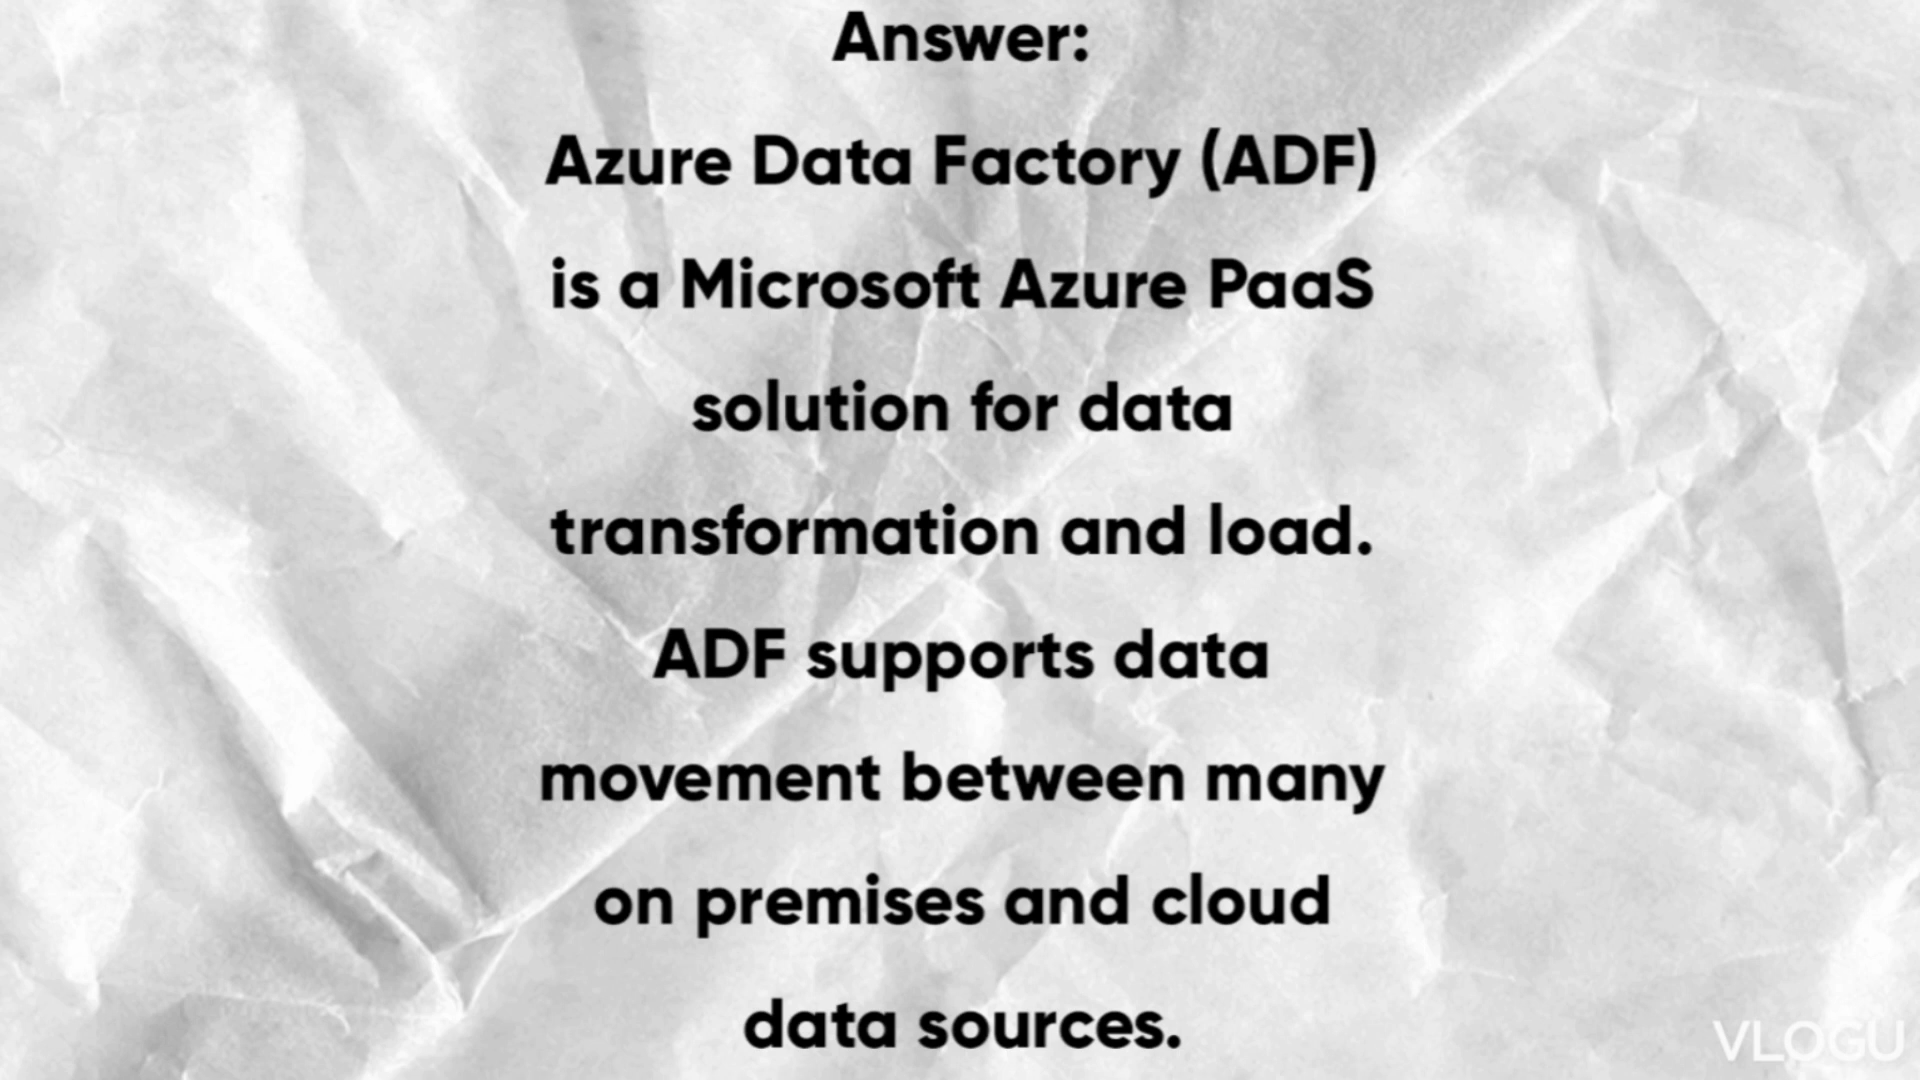 Answer:
Azure Data Factory (ADF)
is a Microsoft Azure PaaS
solution for data
transformation and load.
ADF supports data
movement between many
on premises and cloud
data sources.
VLOGU